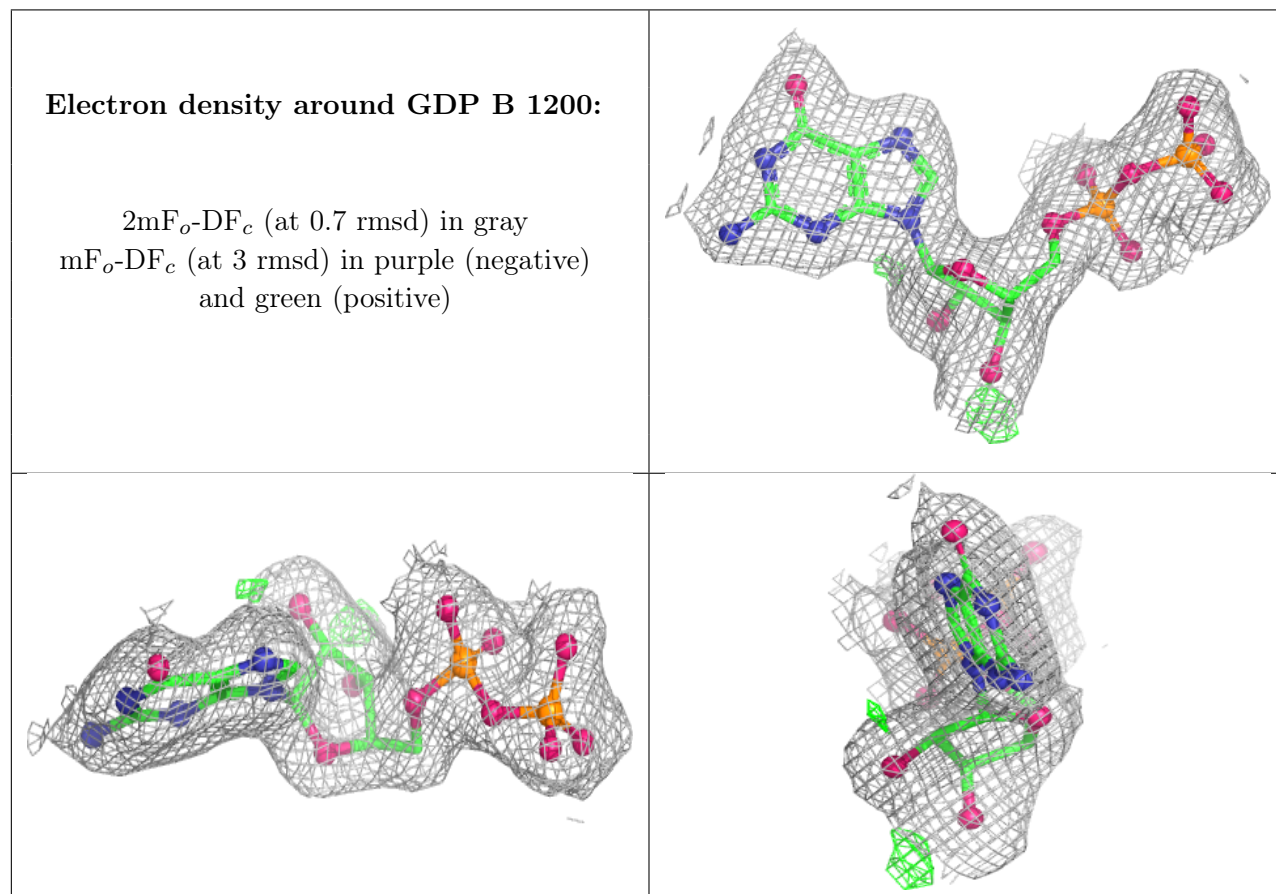 Electron density around GDP B 1200:
2mFo-DFc (at 0.7 rmsd) in gray
mFo-DFc (at 3 rmsd) in purple (negative)
and green (positive)